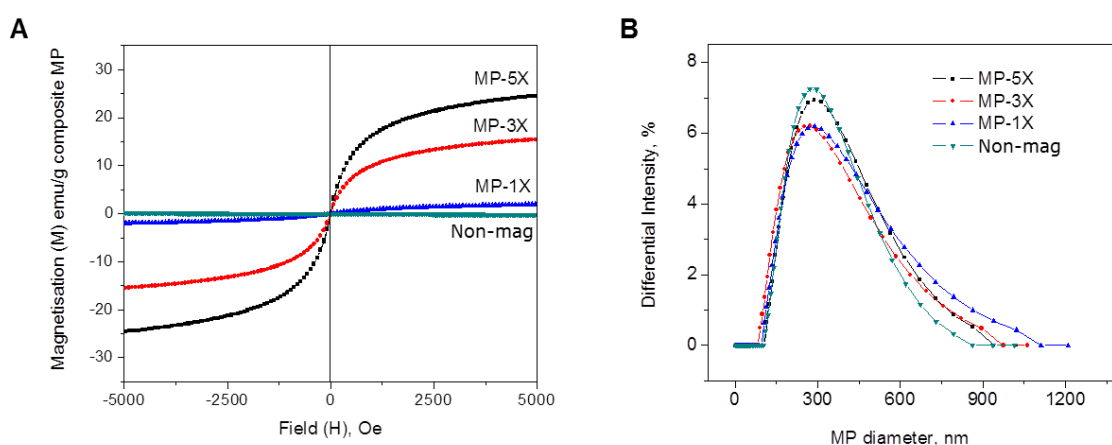 A
Magnetisation (M) emu/g composite MP
30
20
10
0
-10
-20
-30
-5000
-2500
0
2500
5000
Field (H), Oe
MP-5X
MP-3X
MP-1X
Non-mag
B
Differential Intensity, %
8
6
4
2
0
0
300
600
900
1200
MP diameter, nm
MP-5X
MP-3X
MP-1X
Non-mag